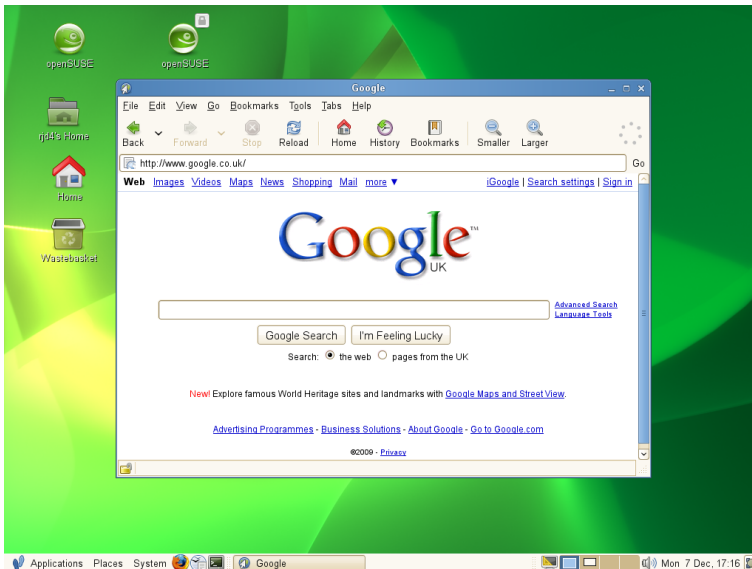 openSUSE
openSUSE
rjd4's Home
Home
Wastebasket
Google
File Edit View Go Bookmarks Tools Tabs Help
Back Forward Stop Reload Home History Bookmarks Smaller Larger
http://www.google.co.uk/ Go
Web Images Videos Maps News Shopping Mail more ▼ iGoogle | Search settings | Sign in
Google™
UK
Advanced Search
Language Tools
Google Search I'm Feeling Lucky
Search: the web pages from the UK
New! Explore famous World Heritage sites and landmarks with Google Maps and Street View.
Advertising Programmes - Business Solutions - About Google - Go to Google.com
©2009 - Privacy
Applications Places System Google Mon 7 Dec, 17:16